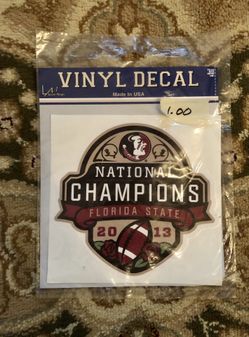 VINYL DECAL
Made in USA
1.00
NATIONAL
CHAMPIONS
FLORIDA STATE
20 13